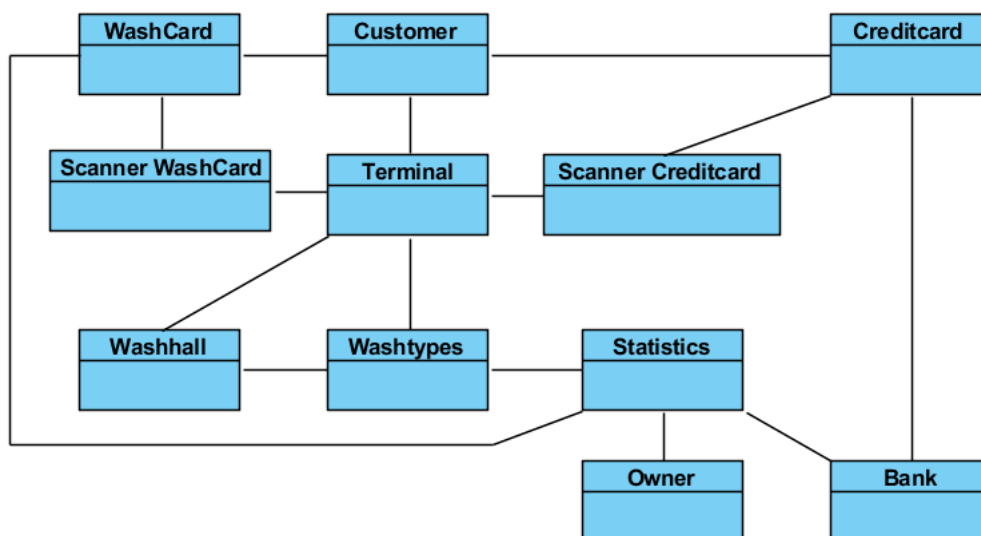 WashCard
Customer
Creditcard
Scanner WashCard
Terminal
Scanner Creditcard
Washhall
Washtypes
Statistics
Owner
Bank